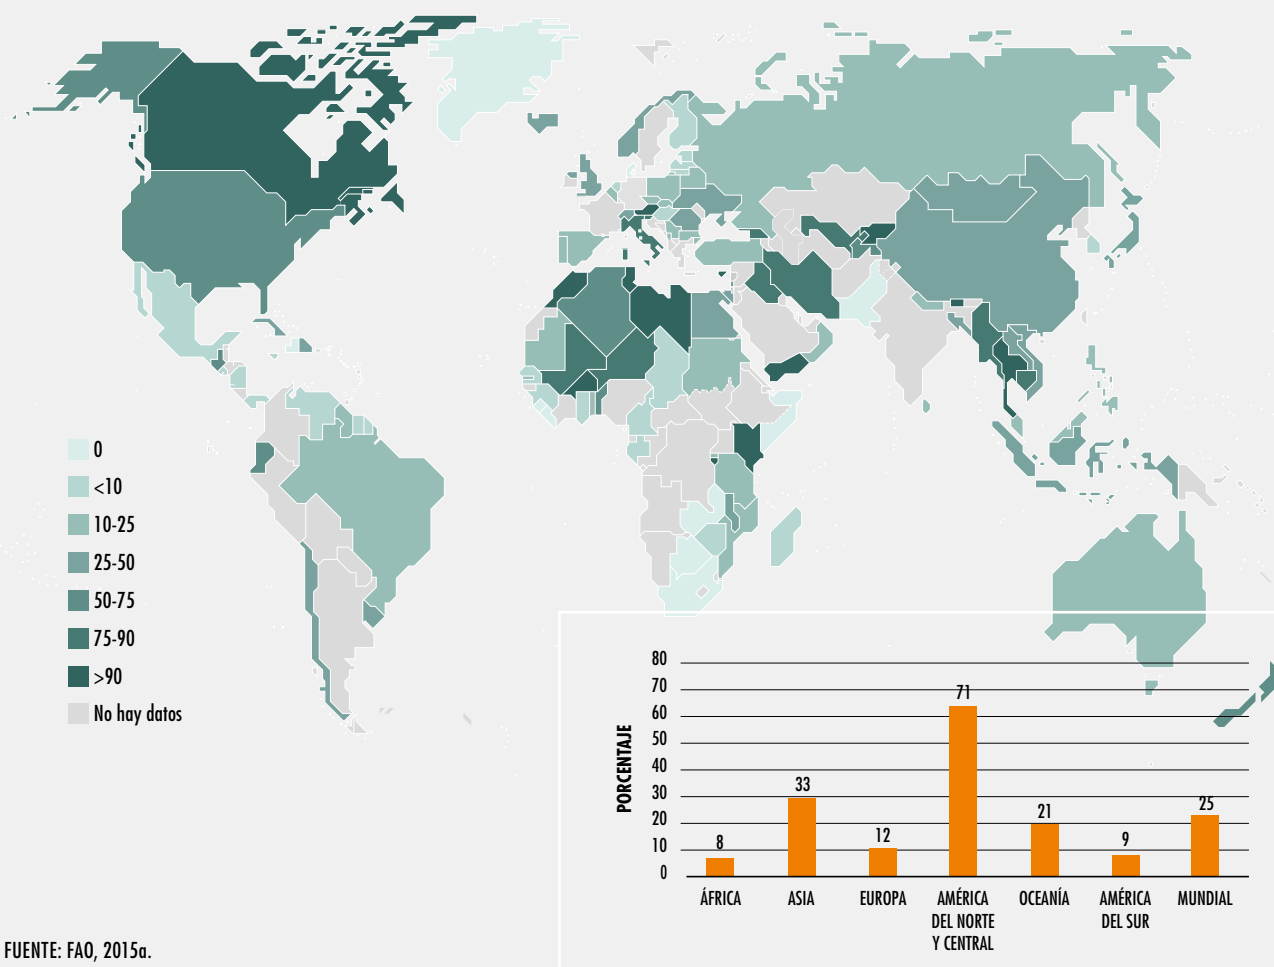 0
<10
10-25
25-50
50-75
75-90
>90
No hay datos
PORCENTAJE
80
70
60
50
40
30
20
10
0
8
33
12
71
21
9
25
ÁFRICA
ASIA
EUROPA
AMÉRICA
DEL NORTE
Y CENTRAL
OCEANÍA
AMÉRICA
DEL SUR
MUNDIAL
FUENTE: FAO, 2015a.